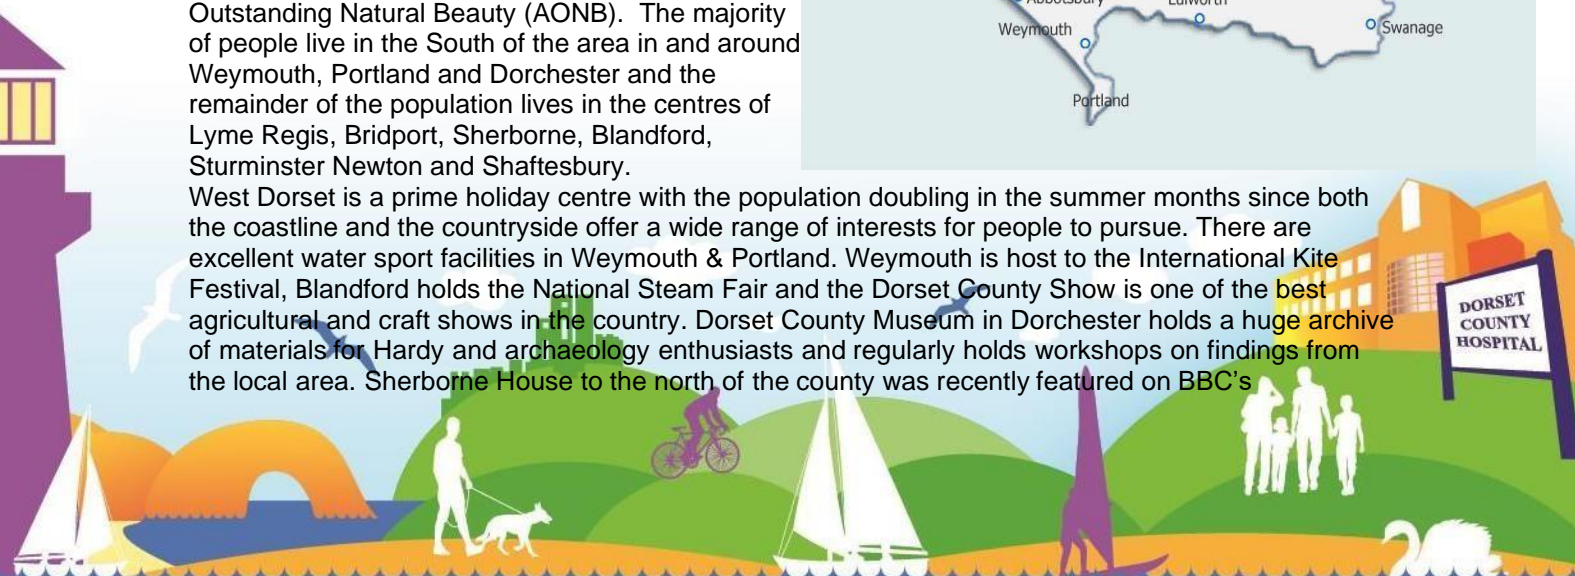 Outstanding Natural Beauty (AONB). The majority
of people live in the South of the area in and around
Weymouth, Portland and Dorchester and the
remainder of the population lives in the centres of
Lyme Regis, Bridport, Sherborne, Blandford,
Sturminster Newton and Shaftesbury.
Abbotsbury
Lulworth
Weymouth
Swanage
Portland
West Dorset is a prime holiday centre with the population doubling in the summer months since both
the coastline and the countryside offer a wide range of interests for people to pursue. There are
excellent water sport facilities in Weymouth & Portland. Weymouth is host to the International Kite
Festival, Blandford holds the National Steam Fair and the Dorset County Show is one of the best
agricultural and craft shows in the country. Dorset County Museum in Dorchester holds a huge archive
of materials for Hardy and archaeology enthusiasts and regularly holds workshops on findings from
the local area. Sherborne House to the north of the county was recently featured on BBC’s
DORSET
COUNTY
HOSPITAL